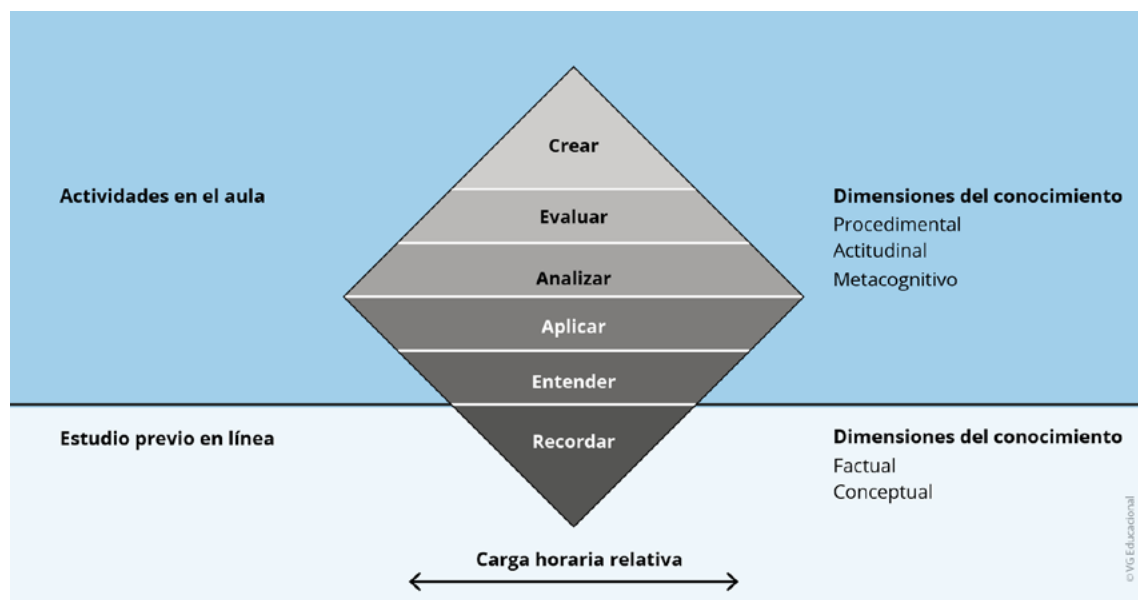 Crear
Actividades en el aula
Evaluar
Analizar
Aplicar
Entender
Dimensiones del conocimiento
Procedimental
Actitudinal
Metacognitivo
Estudio previo en línea
Recordar
Dimensiones del conocimiento
Factual
Conceptual
Carga horaria relativa
© VG Educacional